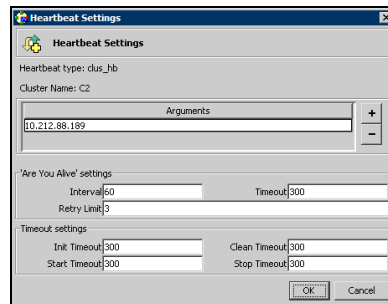 Heartbeat Settings
Heartbeat Settings
Heartbeat type: clus_hb
Cluster Name: C2
Arguments
10.212.88.189
+
-
'Are You Alive' settings
Interval 60 Timeout 300
Retry Limit 3
Timeout settings
Init Timeout 300 Clean Timeout 300
Start Timeout 300 Stop Timeout 300
OK Cancel